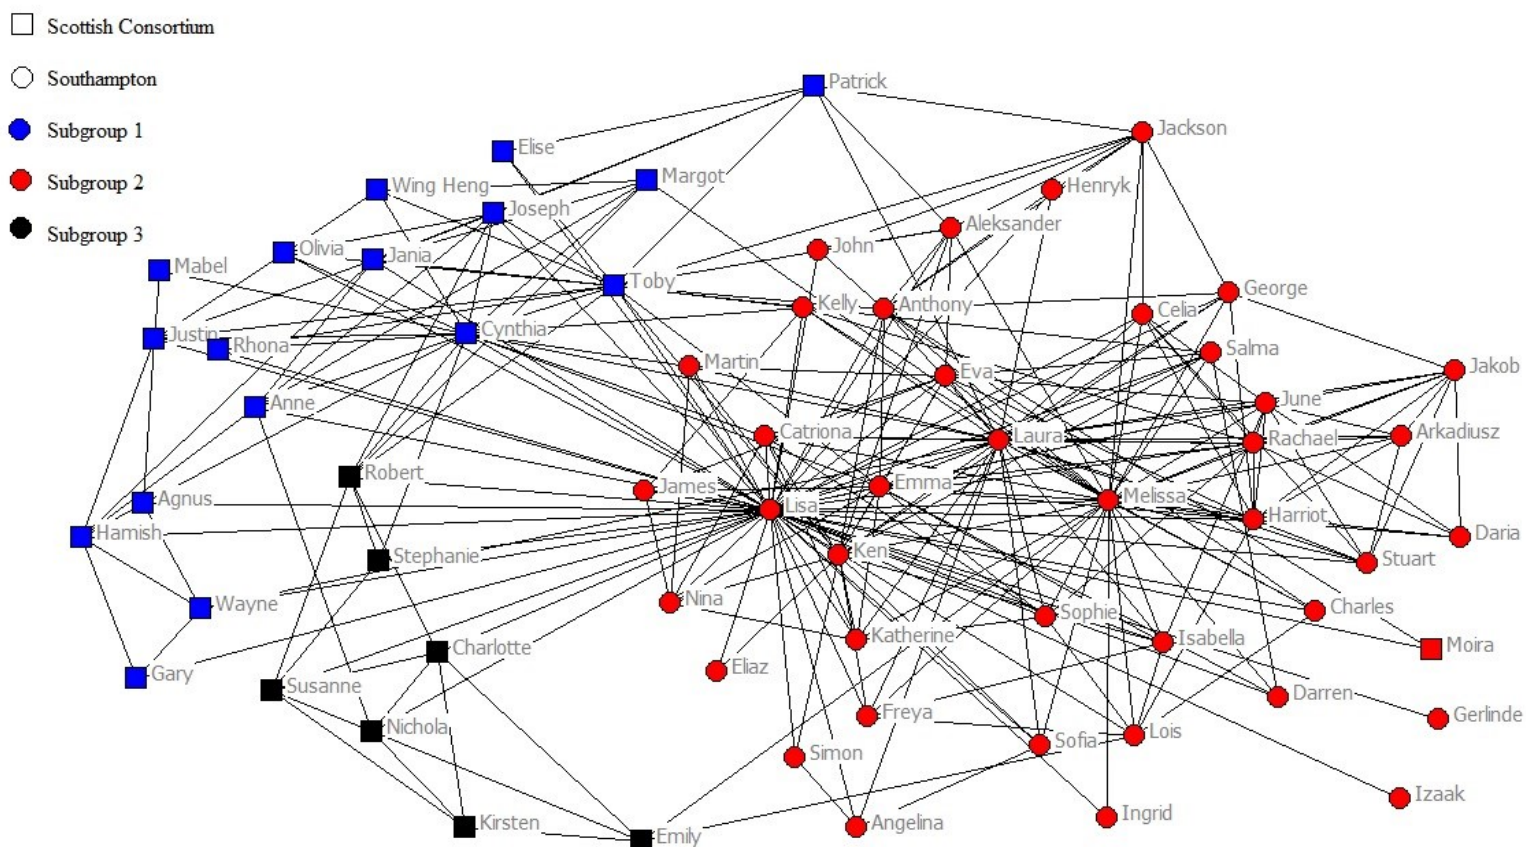 Scottish Consortium
Southampton
Subgroup 1
Subgroup 2
Subgroup 3
Patrick
Jackson
Elise
Margot
Wing Heng
Henryk
Joseph
Aleksander
John
Olivia
Jania
Mabel
Toby
George
Kelly
Anthony
Celia
Justin
Rhona
Cynthia
Salma
Martin
Eva
Jakob
Anne
June
Catriona
Laura
Rachael
Arkadiusz
Robert
James
Emma
Agnus
Lisa
Melissa
Harriot
Hamish
Daria
Stephanie
Ken
Stuart
Wayne
Nina
Sophie
Charles
Katherine
Isabella
Moira
Charlotte
Gary
Eliaz
Susanne
Darren
Nichola
Freya
Gerlinde
Sofia
Lois
Simon
Izaak
Kirsten
Emily
Angelina
Ingrid